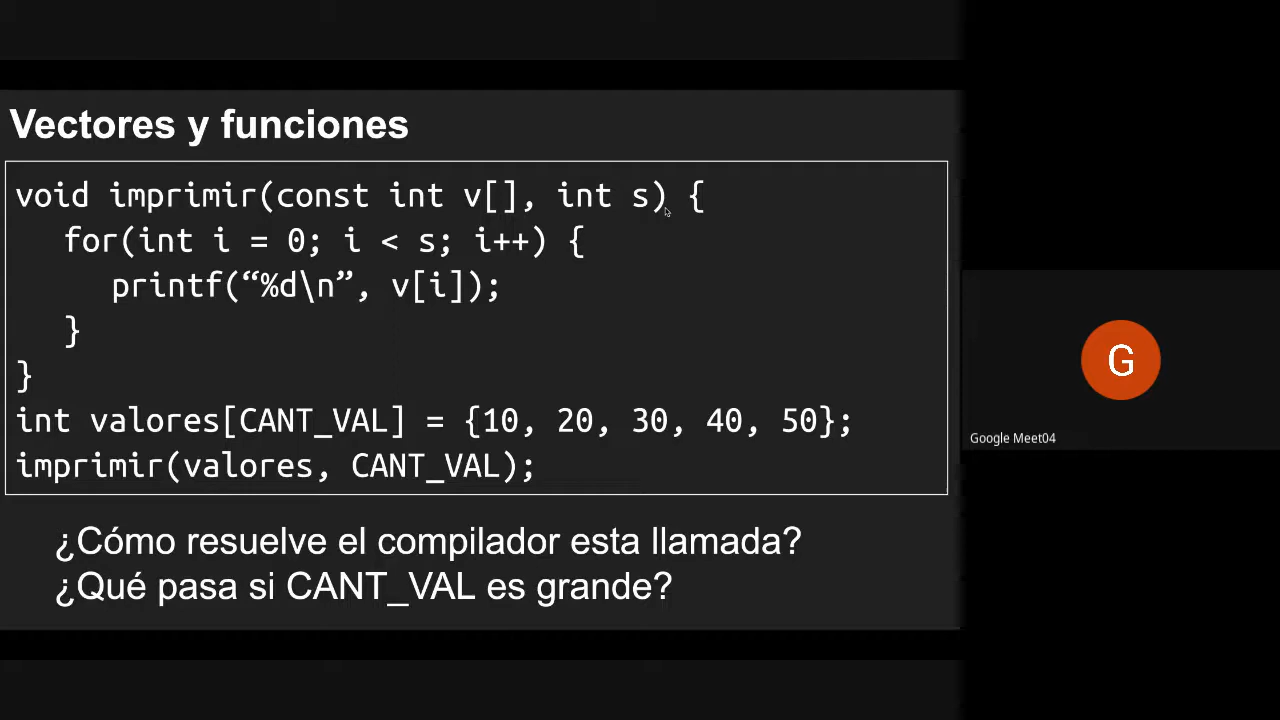 Vectores y funciones
void imprimir(const int v[], int s) {
for(int i = 0; i < s; i++) {
printf(“%d\n”, v[i]);
}
}
int valores[CANT_VAL] = {10, 20, 30, 40, 50};
imprimir(valores, CANT_VAL);
¿Cómo resuelve el compilador esta llamada?
¿Qué pasa si CANT_VAL es grande?
G
Google Meet04